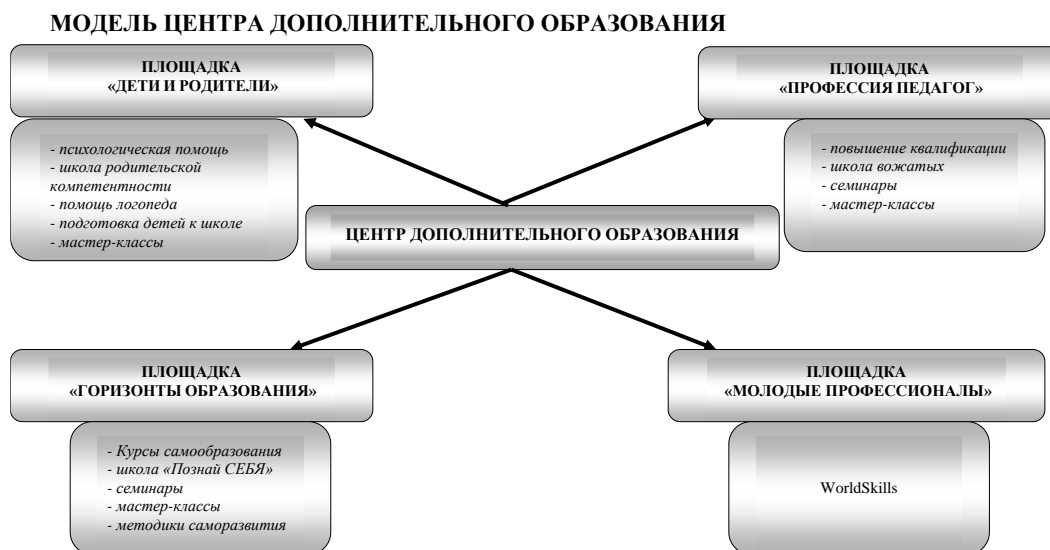 МОДЕЛЬ ЦЕНТРА ДОПОЛНИТЕЛЬНОГО ОБРАЗОВАНИЯ
ПЛОЩАДКА
«ДЕТИ И РОДИТЕЛИ»
- психологическая помощь
- школа родительской
компетентности
- помощь логопеда
- подготовка детей к школе
- мастер-классы
ПЛОЩАДКА
«ПРОФЕССИЯ ПЕДАГОГ»
- повышение квалификации
- школа вожатых
- семинары
- мастер-классы
ЦЕНТР ДОПОЛНИТЕЛЬНОГО ОБРАЗОВАНИЯ
ПЛОЩАДКА
«ГОРИЗОНТЫ ОБРАЗОВАНИЯ»
- Курсы самообразования
- школа «Познай СЕБЯ»
- семинары
- мастер-классы
- методики саморазвития
ПЛОЩАДКА
«МОЛОДЫЕ ПРОФЕССИОНАЛЫ»
WorldSkills